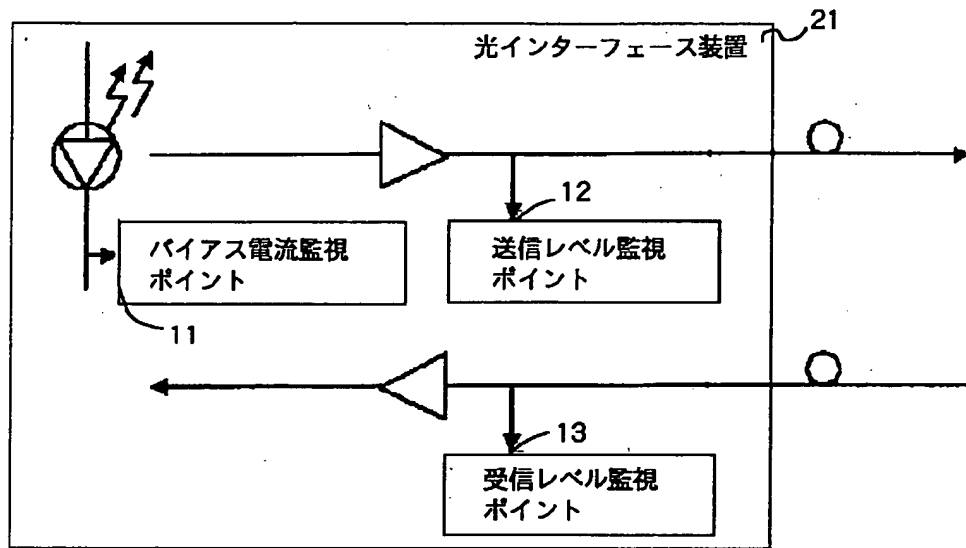 21
光インターフェース装置
12
バイアス電流監視
ポイント
送信レベル監視
ポイント
11
13
受信レベル監視
ポイント